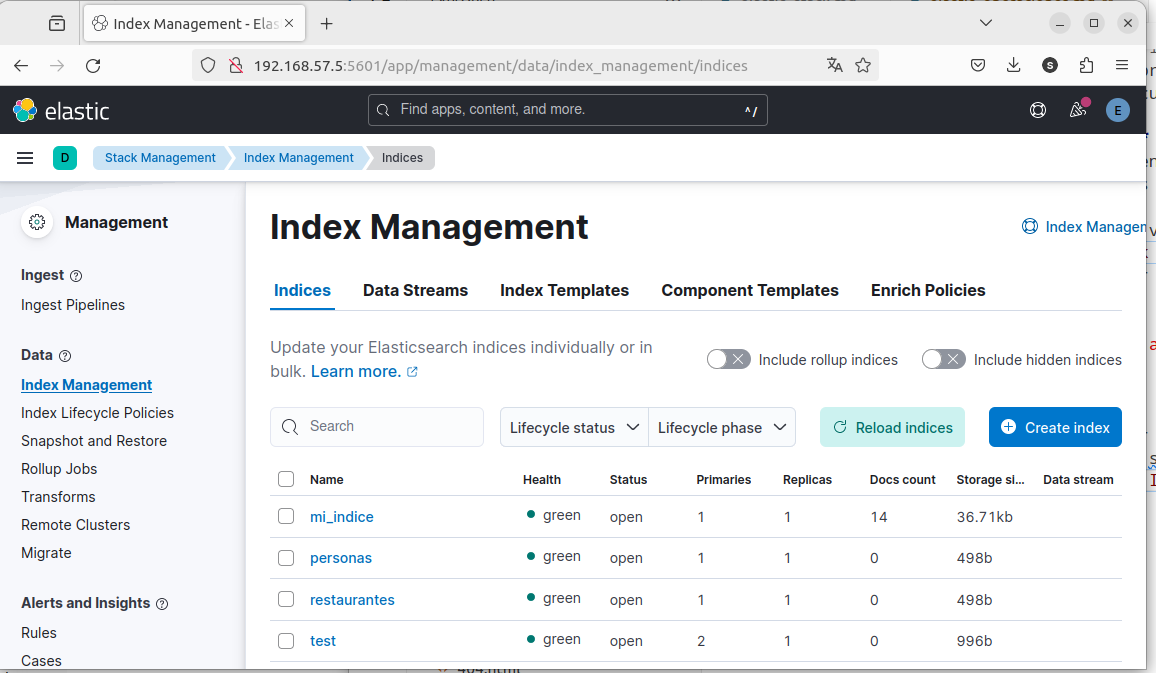 Index Management - Elas
192.168.57.5:5601/app/management/data/index_management/indices
S
elastic
Find apps, content, and more.
^/
E
D
Stack Management
Index Management
Indices
Management
Ingest
Ingest Pipelines
Data
Index Management
Index Lifecycle Policies
Snapshot and Restore
Rollup Jobs
Transforms
Remote Clusters
Migrate
Alerts and Insights
Rules
Cases
Index Management
Index Managem
Indices Data Streams Index Templates Component Templates Enrich Policies
Update your Elasticsearch indices individually or in
bulk. Learn more.
Include rollup indices
Include hidden indices
Search
Lifecycle status
Lifecycle phase
Reload indices
Create index
Name Health Status Primaries Replicas Docs count Storage si... Data stream
mi_indice green open 1 1 14 36.71kb
personas green open 1 1 0 498b
restaurantes green open 1 1 0 498b
test green open 2 1 0 996b